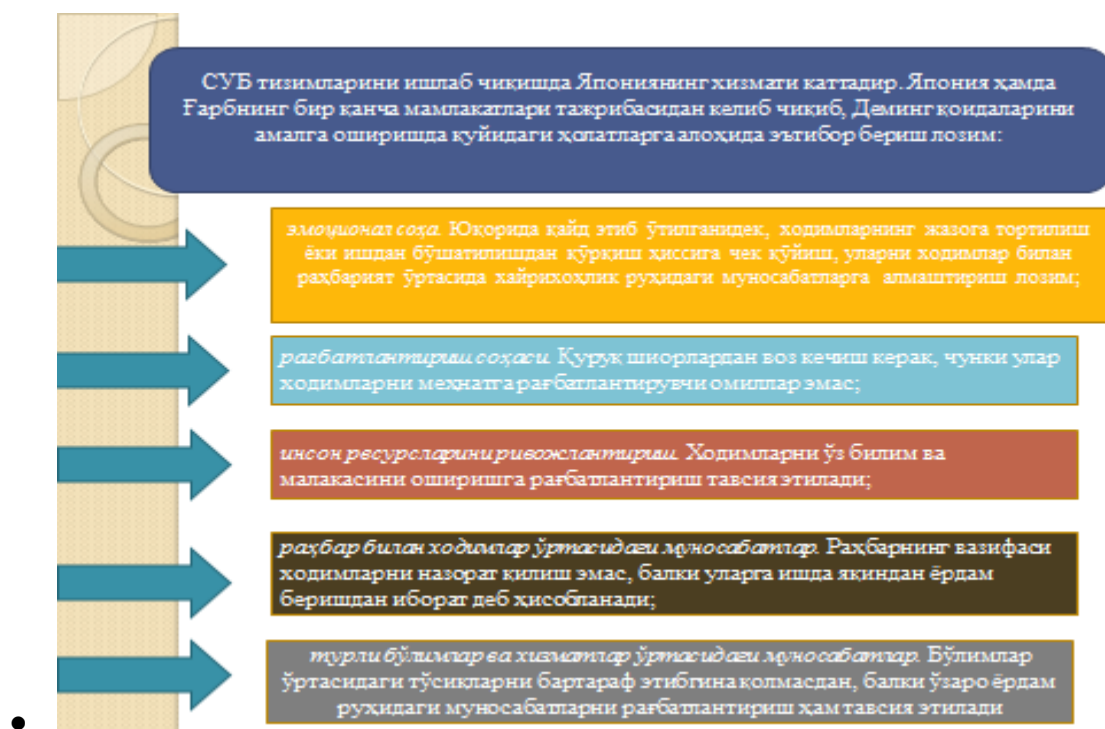 СУБ тизимларини ишлаб чиқишда Япониянинг хизмати каттадир. Япония ҳамда
Ғарбнинг бир қанча мамлакатлари тажрибасидан келиб чиқиб, Деминг қоидаларини
амалга оширишда қуйидаги ҳолатларга алоҳида эътибор бериш лозим:
эмоционал соҳа. Юқорида қайд этиб ўтилганидек, ходимларнинг жазога тортилиш
ёки ишдан бўшатилишдан қўрқиш ҳиссига чек қўйиш, уларни ходимлар билан
раҳбарият ўртасида хайрихоҳлик руҳидаги муносабатларга алмаштириш лозим;
рағбатлантириш соҳаси. Қуруқ шиорлардан воз кечиш керак, чунки улар
ходимларни меҳнатга рағбатлантирувчи омиллар эмас;
инсон ресурсларини ривожлантириш. Ходимларни ўз билим ва
малакасини оширишга рағбатлантириш тавсия этилади;
раҳбар билан ходимлар ўртасидаги муносабатлар. Раҳбарнинг вазифаси
ходимларни назорат қилиш эмас, балки уларга ишда яқиндан ёрдам
беришдан иборат деб ҳисобланади;
турли бўлимлар ва хизматлар ўртасидаги муносабатлар. Бўлимлар
ўртасидаги тўсиқларни бартараф этибгина қолмасдан, балки ўзаро ёрдам
руҳидаги муносабатларни рағбатлантириш ҳам тавсия этилади